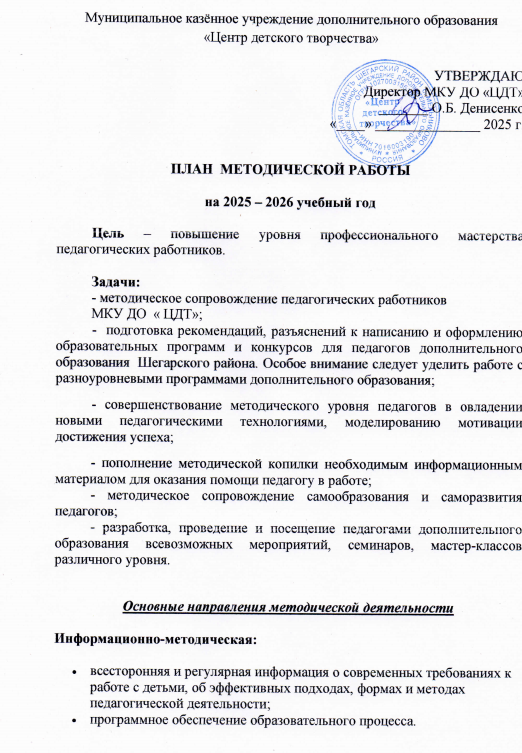 Муниципальное казённое учреждение дополнительного образования
«Центр детского творчества»
УТВЕРЖДАЮ
Директор МКУ ДО «ЦДТ»
О.Б. Денисенко
«____» ________________ 2025 г
«Центр
детского
творчества»
РОССИЯ
ПЛАН МЕТОДИЧЕСКОЙ РАБОТЫ
на 2025 – 2026 учебный год
Цель – повышение уровня профессионального мастерства
педагогических работников.
Задачи:
- методическое сопровождение педагогических работников
МКУ ДО « ЦДТ»;
- подготовка рекомендаций, разъяснений к написанию и оформлению
образовательных программ и конкурсов для педагогов дополнительного
образования Шегарского района. Особое внимание следует уделить работе с
разноуровневыми программами дополнительного образования;
- совершенствование методического уровня педагогов в овладении
новыми педагогическими технологиями, моделированию мотивации
достижения успеха;
- пополнение методической копилки необходимым информационным
материалом для оказания помощи педагогу в работе;
- методическое сопровождение самообразования и саморазвития
педагогов;
- разработка, проведение и посещение педагогами дополнительного
образования всевозможных мероприятий, семинаров, мастер-классов
различного уровня.
Основные направления методической деятельности
Информационно-методическая:
• всесторонняя и регулярная информация о современных требованиях к
работе с детьми, об эффективных подходах, формах и методах
педагогической деятельности;
• программное обеспечение образовательного процесса.